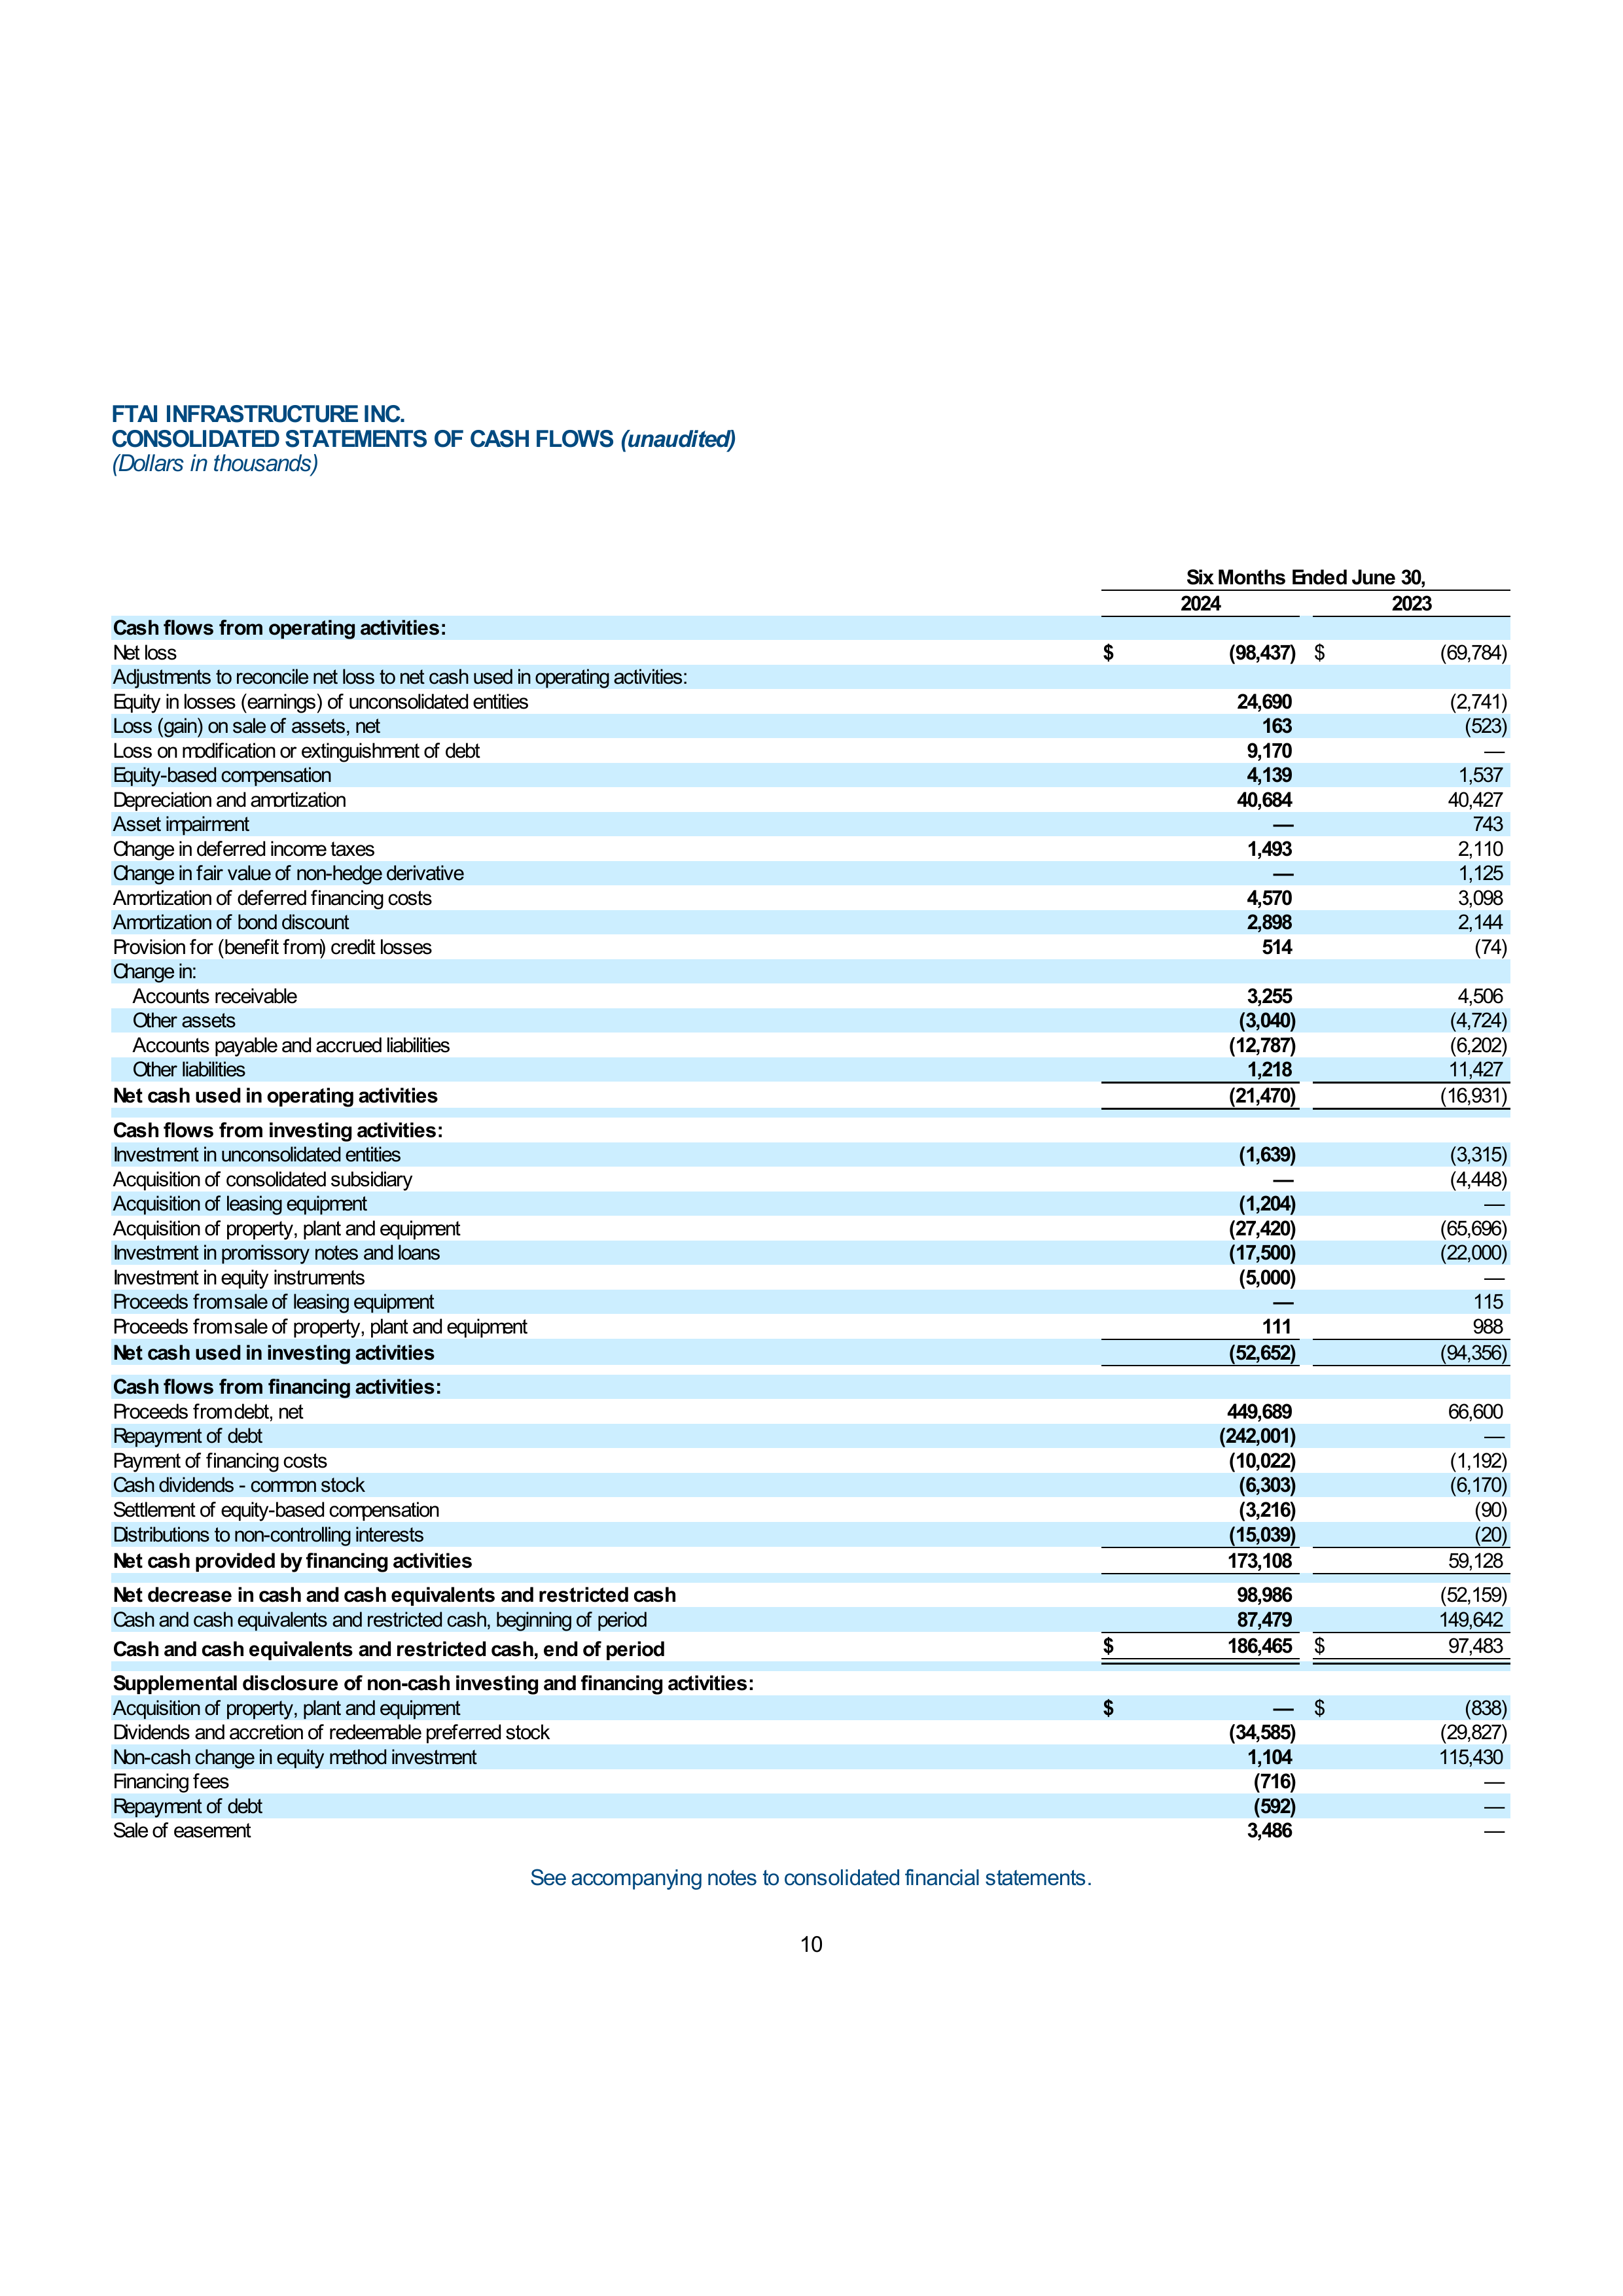 FTAI INFRASTRUCTURE INC.
CONSOLIDATED STATEMENTS OF CASH FLOWS (unaudited)
(Dollars in thousands)
Six Months Ended June 30,
2024 2023
Cash flows from operating activities:
Net loss $ (98,437) $ (69,784)
Adjustments to reconcile net loss to net cash used in operating activities:
Equity in losses (earnings) of unconsolidated entities 24,690 (2,741)
Loss (gain) on sale of assets, net 163 (523)
Loss on modification or extinguishment of debt 9,170 —
Equity-based compensation 4,139 1,537
Depreciation and amortization 40,684 40,427
Asset impairment — 743
Change in deferred income taxes 1,493 2,110
Change in fair value of non-hedge derivative — 1,125
Amortization of deferred financing costs 4,570 3,098
Amortization of bond discount 2,898 2,144
Provision for (benefit from) credit losses 514 (74)
Change in:
Accounts receivable 3,255 4,506
Other assets (3,040) (4,724)
Accounts payable and accrued liabilities (12,787) (6,202)
Other liabilities 1,218 11,427
Net cash used in operating activities (21,470) (16,931)
Cash flows from investing activities:
Investment in unconsolidated entities (1,639) (3,315)
Acquisition of consolidated subsidiary — (4,448)
Acquisition of leasing equipment (1,204) —
Acquisition of property, plant and equipment (27,420) (65,696)
Investment in promissory notes and loans (17,500) (22,000)
Investment in equity instruments (5,000) —
Proceeds from sale of leasing equipment — 115
Proceeds from sale of property, plant and equipment 111 988
Net cash used in investing activities (52,652) (94,356)
Cash flows from financing activities:
Proceeds from debt, net 449,689 66,600
Repayment of debt (242,001) —
Payment of financing costs (10,022) (1,192)
Cash dividends - common stock (6,303) (6,170)
Settlement of equity-based compensation (3,216) (90)
Distributions to non-controlling interests (15,039) (20)
Net cash provided by financing activities 173,108 59,128
Net decrease in cash and cash equivalents and restricted cash 98,986 (52,159)
Cash and cash equivalents and restricted cash, beginning of period 87,479 149,642
Cash and cash equivalents and restricted cash, end of period $ 186,465 $ 97,483
Supplemental disclosure of non-cash investing and financing activities:
Acquisition of property, plant and equipment $ — $ (838)
Dividends and accretion of redeemable preferred stock (34,585) (29,827)
Non-cash change in equity method investment 1,104 115,430
Financing fees (716) —
Repayment of debt (592) —
Sale of easement 3,486 —
See accompanying notes to consolidated financial statements.
10